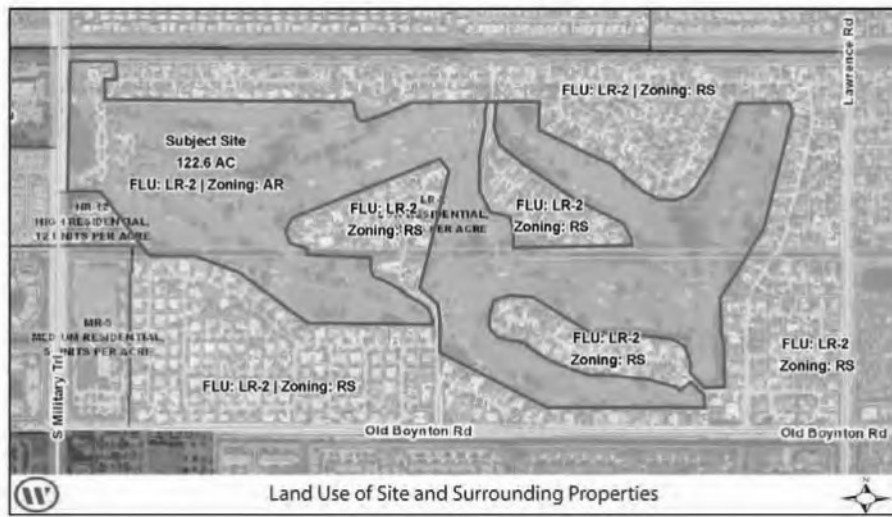 Lawrence Rd
FLU: LR-2 | Zoning: RS
Subject Site
122.6 AC
FLU: LR-2 | Zoning: AR
HR-12
HIGH RESIDENTIAL,
12 UNITS PER ACRE
FLU: LR-2
Zoning: RS
PER ACRE
FLU: LR-2
Zoning: RS
MR-5
MEDIUM RESIDENTIAL,
5 UNITS PER ACRE
FLU: LR-2
Zoning: RS
FLU: LR-2
Zoning: RS
FLU: LR-2 | Zoning: RS
S Military Trl
Old Boynton Rd
Old Boynton Rd
W
Land Use of Site and Surrounding Properties
N